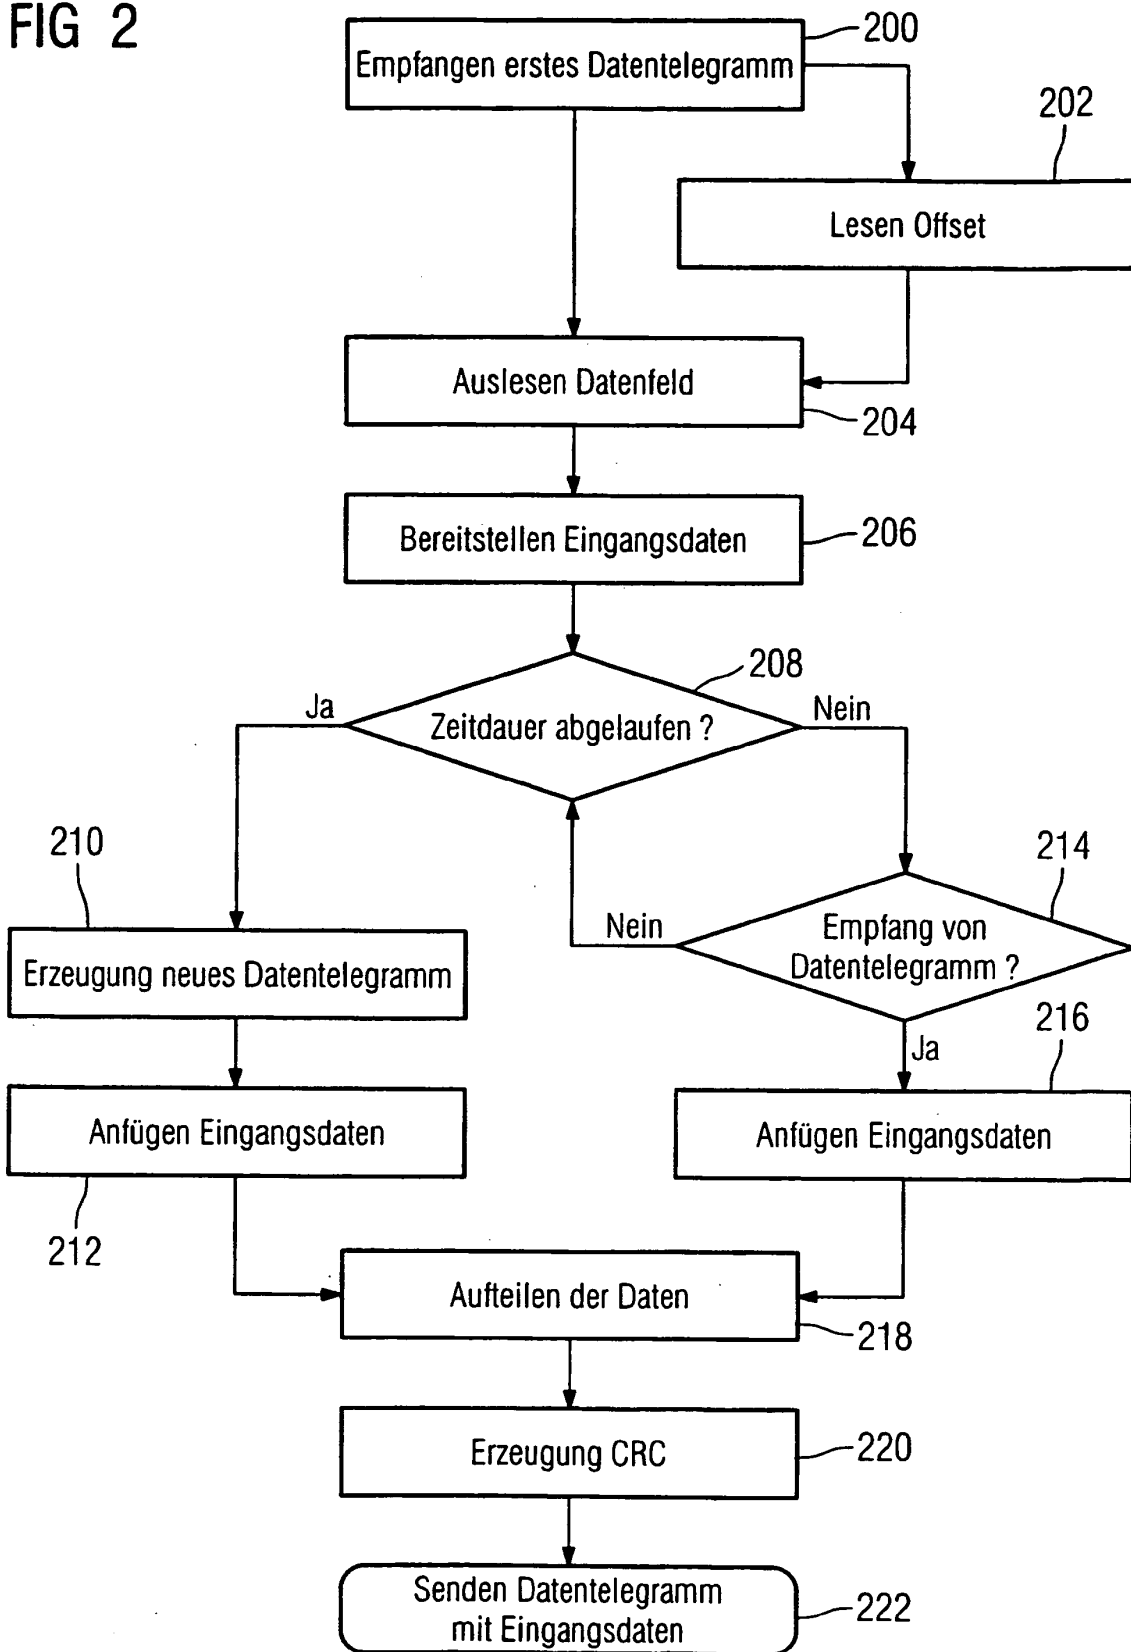 FIG 2
200
Empfangen erstes Datentelegramm
202
Lesen Offset
Auslesen Datenfeld
204
Bereitstellen Eingangsdaten
206
208
Ja
Zeitdauer abgelaufen ?
Nein
210
214
Nein
Empfang von
Datentelegramm ?
Erzeugung neues Datentelegramm
216
Ja
Anfügen Eingangsdaten
Anfügen Eingangsdaten
212
Aufteilen der Daten
218
Erzeugung CRC
220
Senden Datentelegramm
mit Eingangsdaten
222